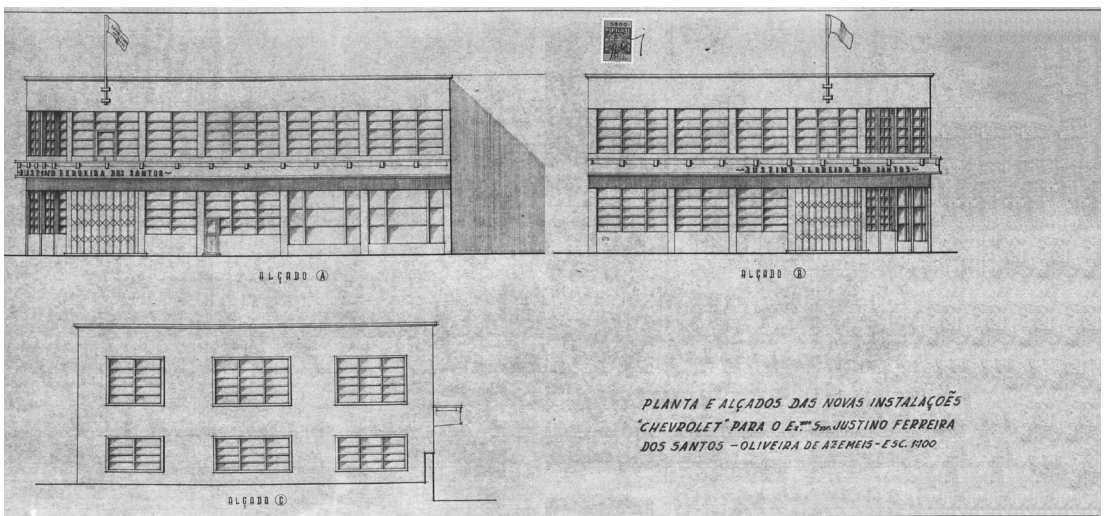 JUSTINO FERREIRA DOS SANTOS~
ALÇADO A
~JUSTINO FERREIRA DOS SANTOS~
ALÇADO B
ALÇADO C
PLANTA E ALÇADOS DAS NOVAS INSTALAÇOẼS
"CHEVROLET" PARA O Ex.mo Snr. JUSTINO FERREIRA
DOS SANTOS – OLIVEIRA DE AZEMEIS – ESC. 1:100